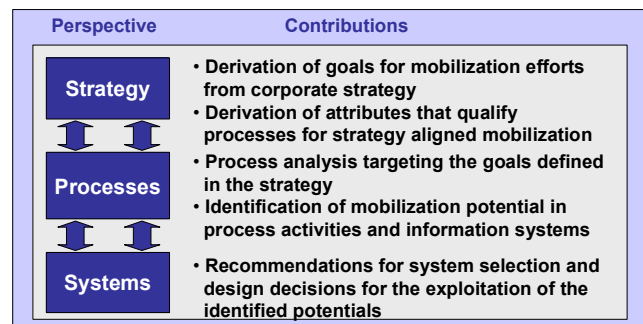 Perspective Contributions
Strategy
• Derivation of goals for mobilization efforts
from corporate strategy
• Derivation of attributes that qualify
processes for strategy aligned mobilization
Processes
• Process analysis targeting the goals defined
in the strategy
• Identification of mobilization potential in
process activities and information systems
Systems
• Recommendations for system selection and
design decisions for the exploitation of the
identified potentials